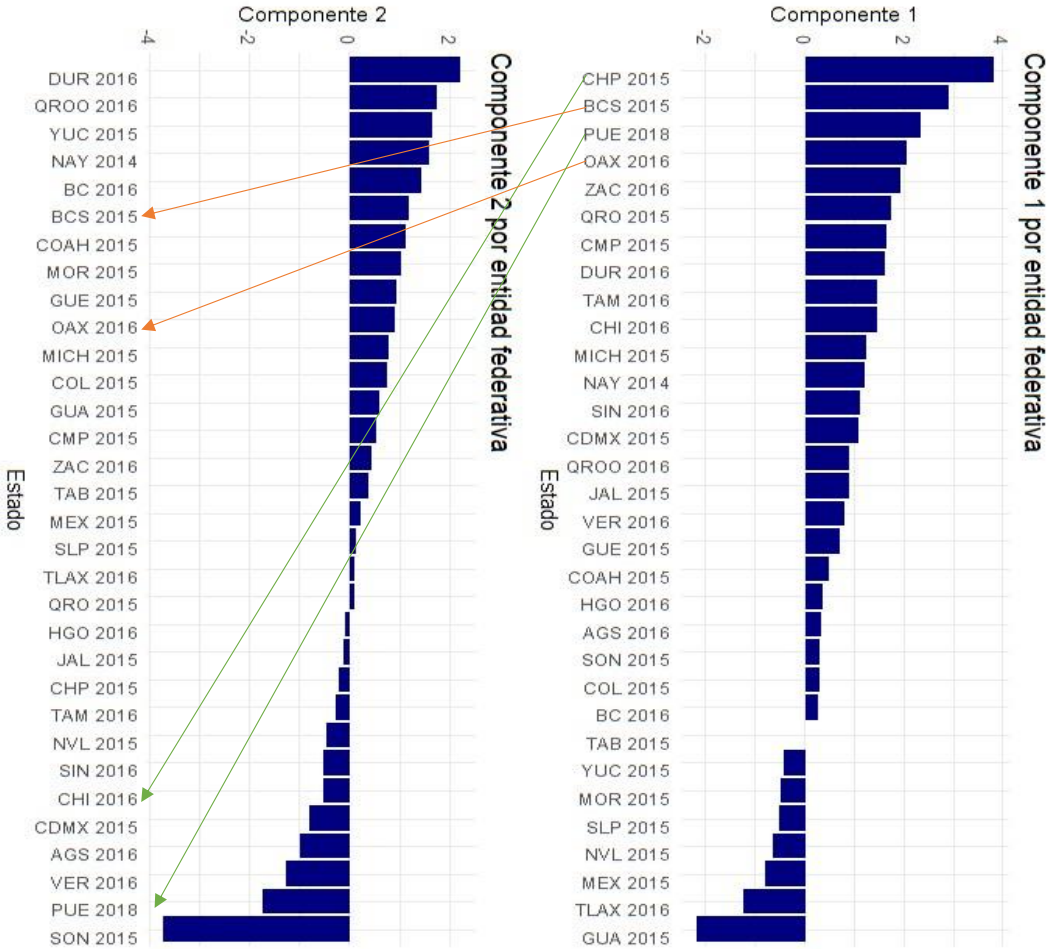 Componente 2 por entidad federativa
Componente 2
-4
-2
0
2
DUR 2016
QROO 2016
YUC 2015
NAY 2014
BC 2016
BCS 2015
COAH 2015
MOR 2015
GUE 2015
OAX 2016
MICH 2015
COL 2015
GUA 2015
CMP 2015
ZAC 2016
TAB 2015
MEX 2015
SLP 2015
TLAX 2016
QRO 2015
HGO 2016
JAL 2015
CHP 2015
TAM 2016
NVL 2015
SIN 2016
CHI 2016
CDMX 2015
AGS 2016
VER 2016
PUE 2018
SON 2015
Estado
Componente 1 por entidad federativa
Componente 1
-2
0
2
4
CHP 2015
BCS 2015
PUE 2018
OAX 2016
ZAC 2016
QRO 2015
CMP 2015
DUR 2016
TAM 2016
CHI 2016
MICH 2015
NAY 2014
SIN 2016
CDMX 2015
QROO 2016
JAL 2015
VER 2016
GUE 2015
COAH 2015
HGO 2016
AGS 2016
SON 2015
COL 2015
BC 2016
TAB 2015
YUC 2015
MOR 2015
SLP 2015
NVL 2015
MEX 2015
TLAX 2016
GUA 2015
Estado